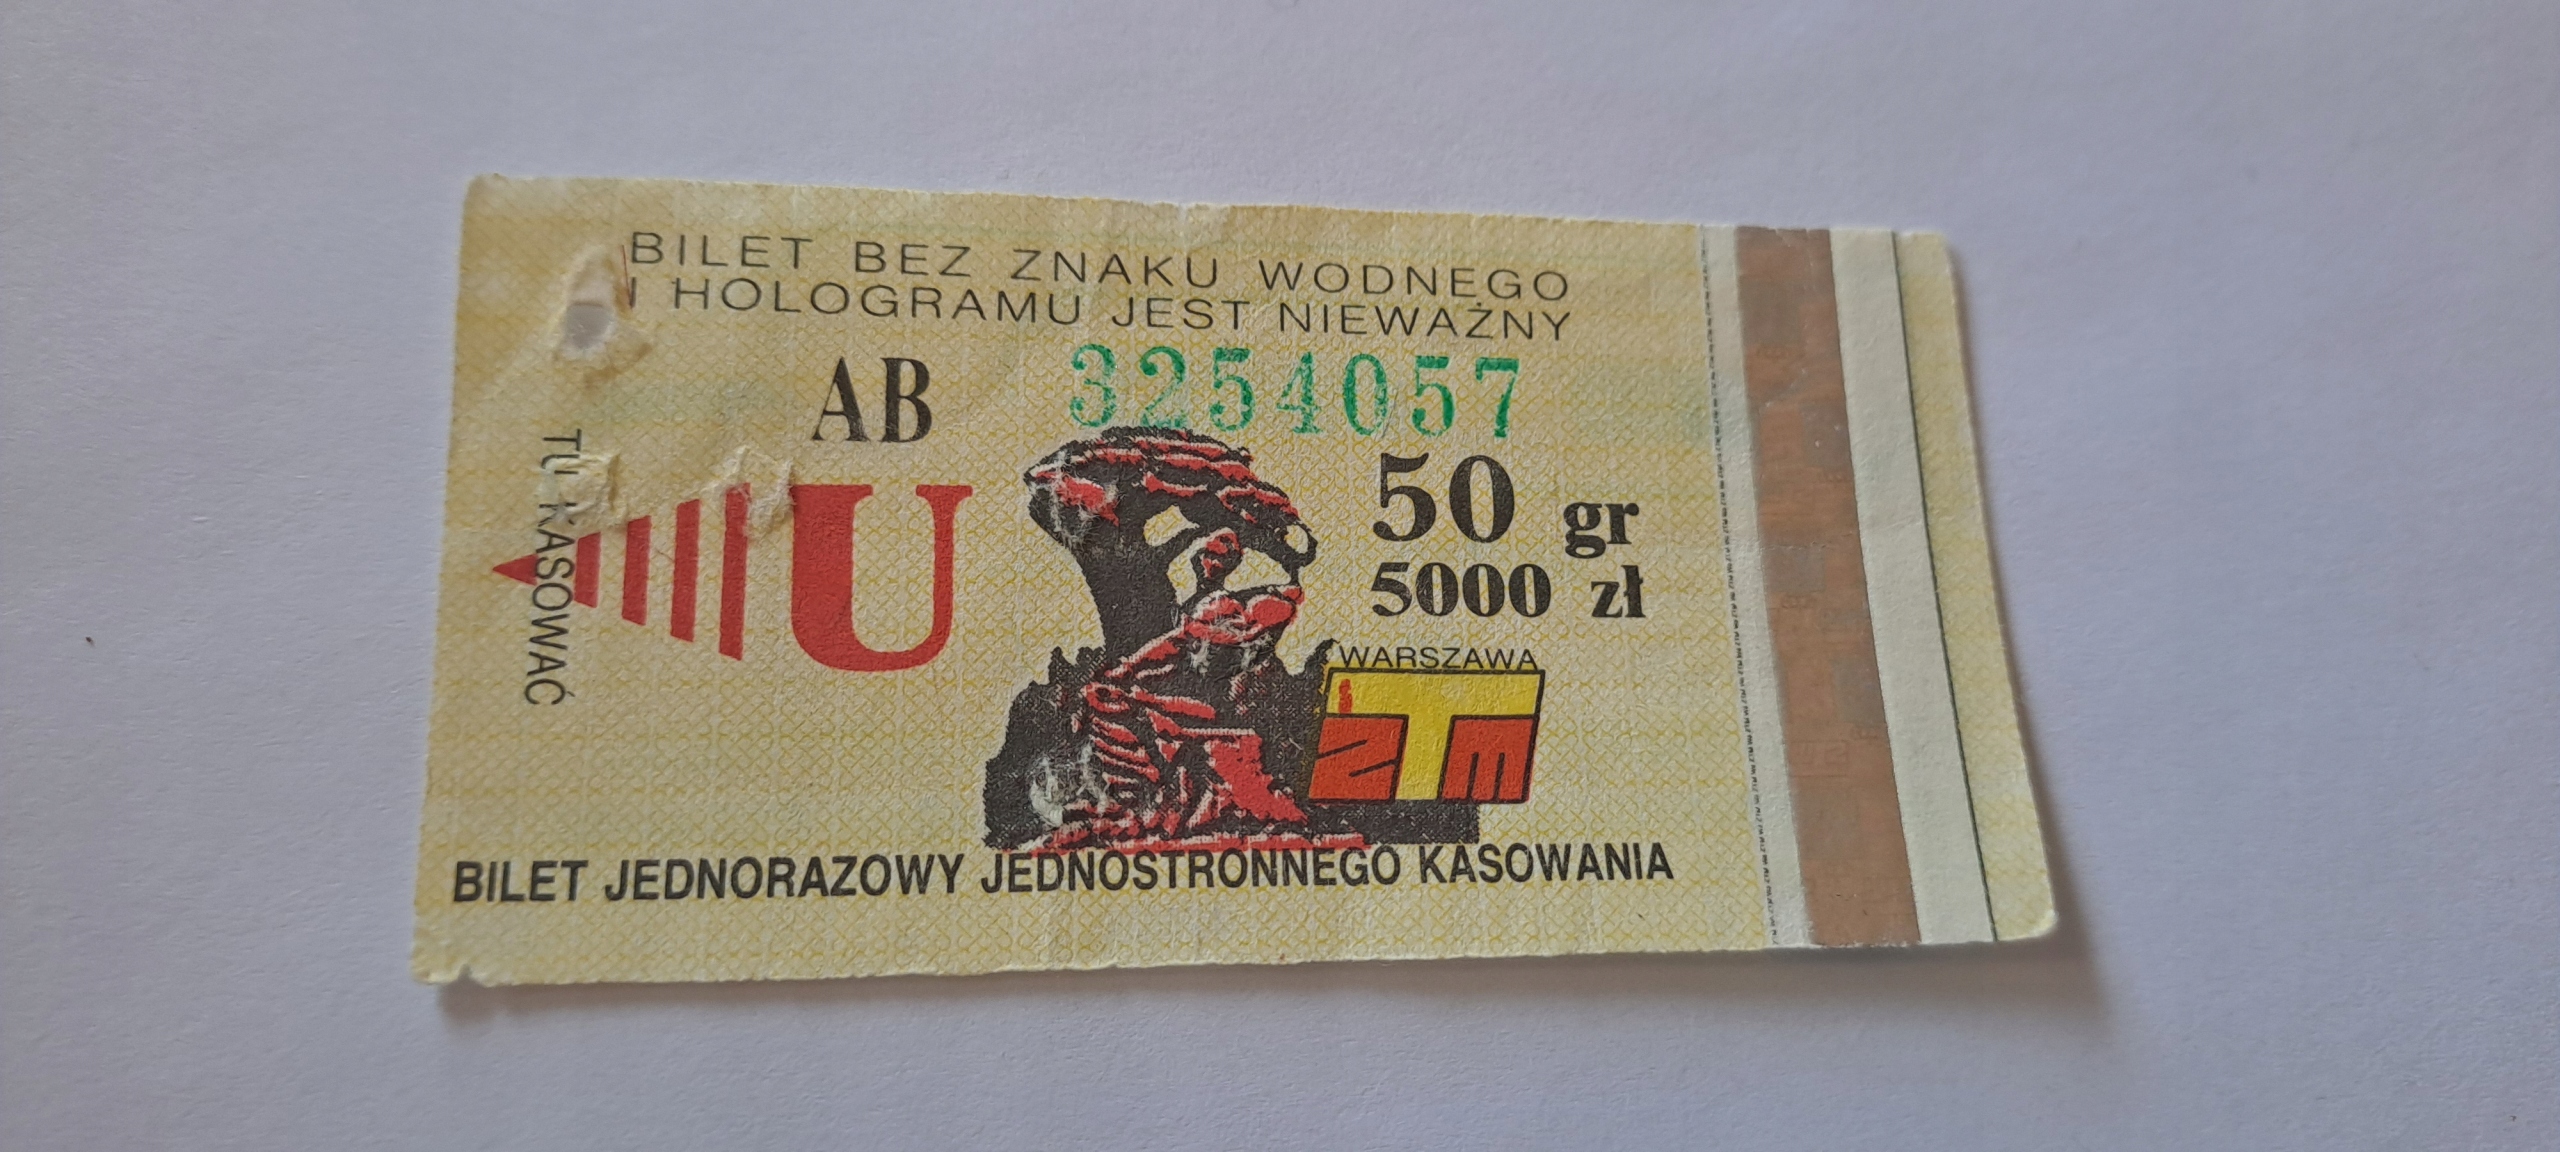 BILET BEZ ZNAKU WODNEGO
I HOLOGRAMU JEST NIEWAŻNY
AB 3254057
TU KASOWAĆ
U
50 gr
5000 zł
WARSZAWA
ZTM
BILET JEDNORAZOWY JEDNOSTRONNEGO KASOWANIA